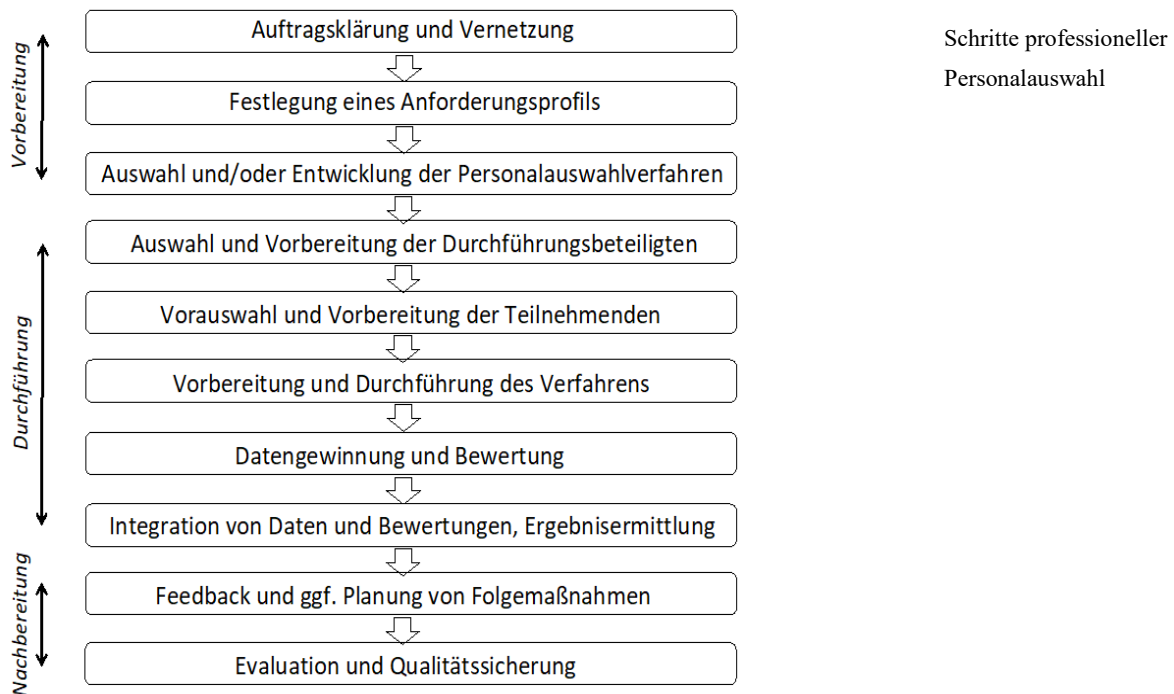 Auftragsklärung und Vernetzung
Festlegung eines Anforderungsprofils
Auswahl und/oder Entwicklung der Personalauswahlverfahren
Auswahl und Vorbereitung der Durchführungsbeteiligten
Vorauswahl und Vorbereitung der Teilnehmenden
Vorbereitung und Durchführung des Verfahrens
Datengewinnung und Bewertung
Integration von Daten und Bewertungen, Ergebnisermittlung
Feedback und ggf. Planung von Folgemaßnahmen
Evaluation und Qualitätssicherung
Vorbereitung
Durchführung
Nachbereitung
Schritte professioneller
Personalauswahl